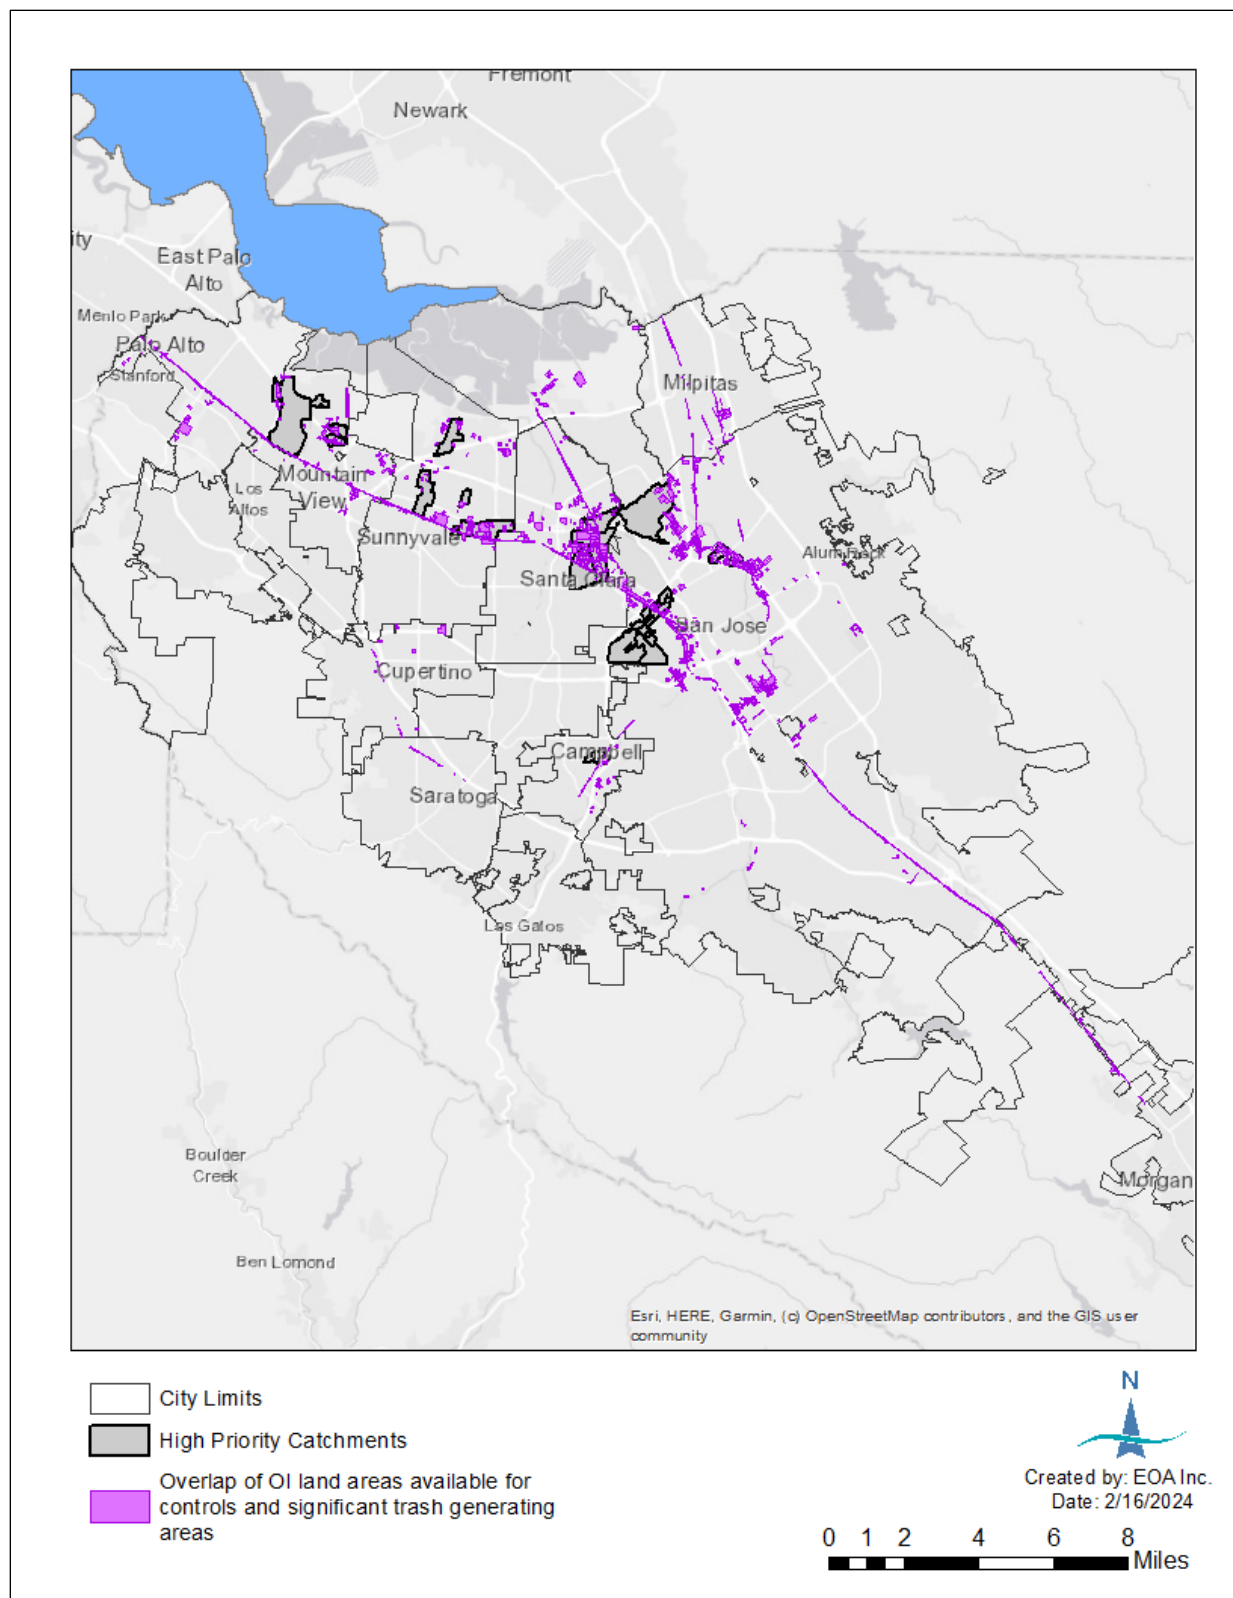 Fremont
Newark
ity
East Palo
Alto
Menlo Park
Palo Alto
Stanford
Milpitas
Mountain
View
Los
Altos
Sunnyvale
Alum Rock
Santa Clara
San Jose
Cupertino
Campbell
Saratoga
Los Gatos
Boulder
Creek
Morgan
Ben Lomond
Esri, HERE, Garmin, (c) OpenStreetMap contributors, and the GIS user
community
City Limits
High Priority Catchments
Overlap of OI land areas available for
controls and significant trash generating
areas
N
Created by: EOA Inc.
Date: 2/16/2024
0 1 2 4 6 8
Miles